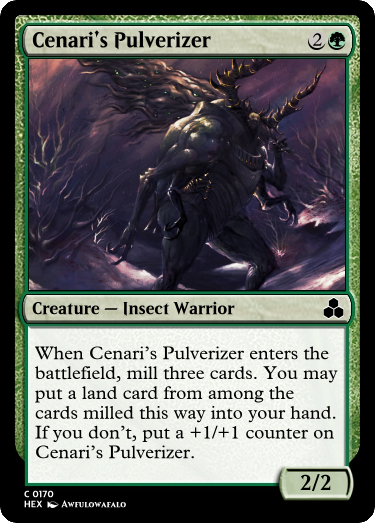 Cenari's Pulverizer 2
Creature — Insect Warrior
When Cenari's Pulverizer enters the
battlefield, mill three cards. You may
put a land card from among the
cards milled this way into your hand.
If you don't, put a +1/+1 counter on
Cenari's Pulverizer.
2/2
C 0170
HEX Awfulowafalo